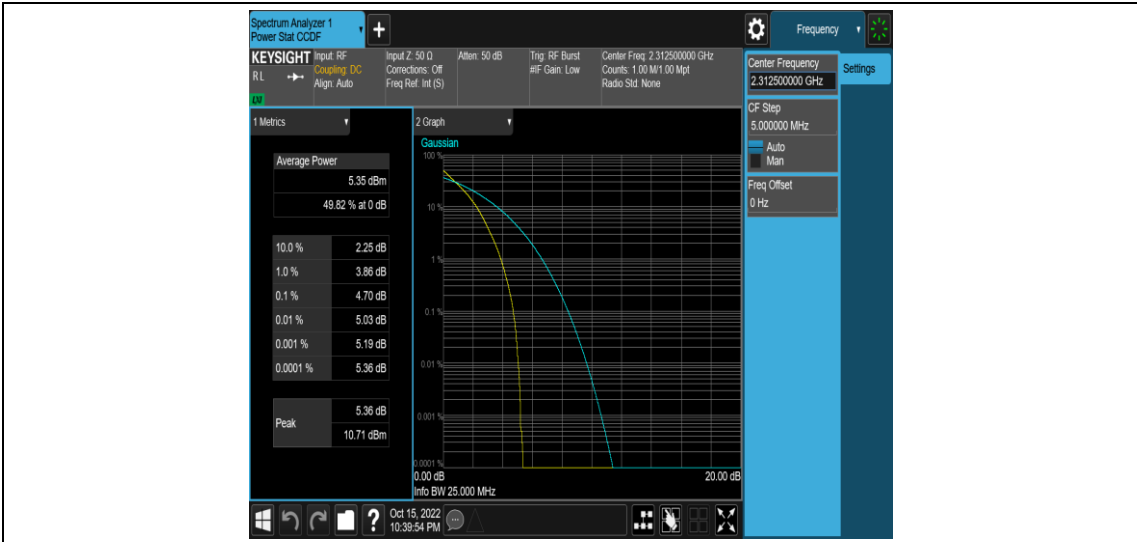 Spectrum Analyzer 1
Power Stat CCDF
+
Frequency
KEYSIGHT
Input: RF
Coupling: DC
Align: Auto
Input Z: 50 Ω
Corrections: Off
Freq Ref: Int (S)
Atten: 50 dB
Trig: RF Burst
#IF Gain: Low
Center Freq: 2.312500000 GHz
Counts: 1.00 M/1.00 Mpt
Radio Std: None
R L
LXI
Center Frequency
2.312500000 GHz
Settings
CF Step
5.000000 MHz
Auto
Man
Freq Offset
0 Hz
1 Metrics
2 Graph
Average Power
5.35 dBm
49.82 % at 0 dB
10.0 % 2.25 dB
1.0 % 3.86 dB
0.1 % 4.70 dB
0.01 % 5.03 dB
0.001 % 5.19 dB
0.0001 % 5.36 dB
Peak
5.36 dB
10.71 dBm
Gaussian
100 %
10 %
1 %
0.1 %
0.01 %
0.001 %
0.0001 %
0.00 dB
20.00 dB
Info BW 25.000 MHz
?
Oct 15, 2022
10:39:54 PM